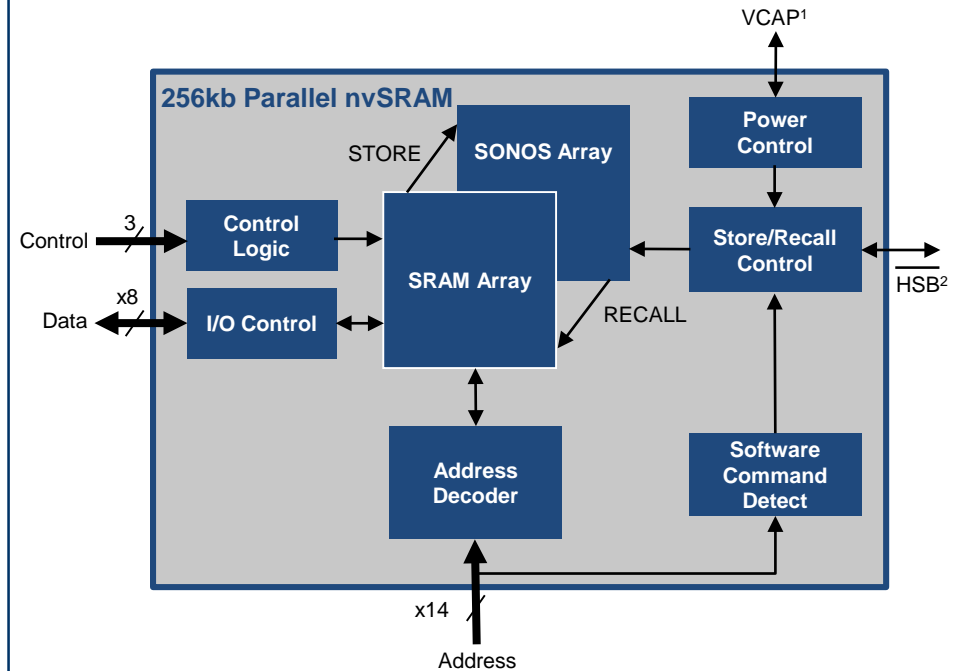 VCAP¹
256kb Parallel nvSRAM
Power
Control
STORE
SONOS Array
Control
3
Control
Logic
Store/Recall
Control
HSB²
SRAM Array
Data
x8
I/O Control
RECALL
Address
Decoder
Software
Command
Detect
x14
Address